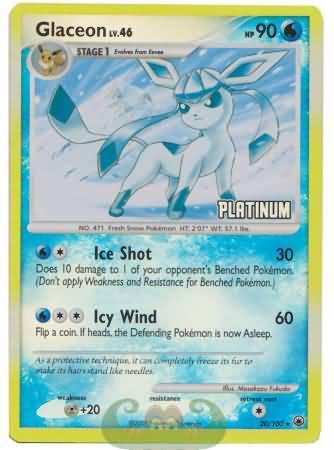 Glaceon LV.46
HP 90
STAGE 1 Evolves from Eevee
PLATINUM
NO. 471 Fresh Snow Pokémon HT: 2'07" WT: 57.1 lbs.
Ice Shot 30
Does 10 damage to 1 of your opponent's Benched Pokémon.
(Don't apply Weakness and Resistance for Benched Pokémon.)
Icy Wind 60
Flip a coin. If heads, the Defending Pokémon is now Asleep.
As a protective technique, it can completely freeze its fur to
make its hairs stand like needles.
Illus. Masakazu Fukuda
weakness resistance retreat cost
+20
20/100